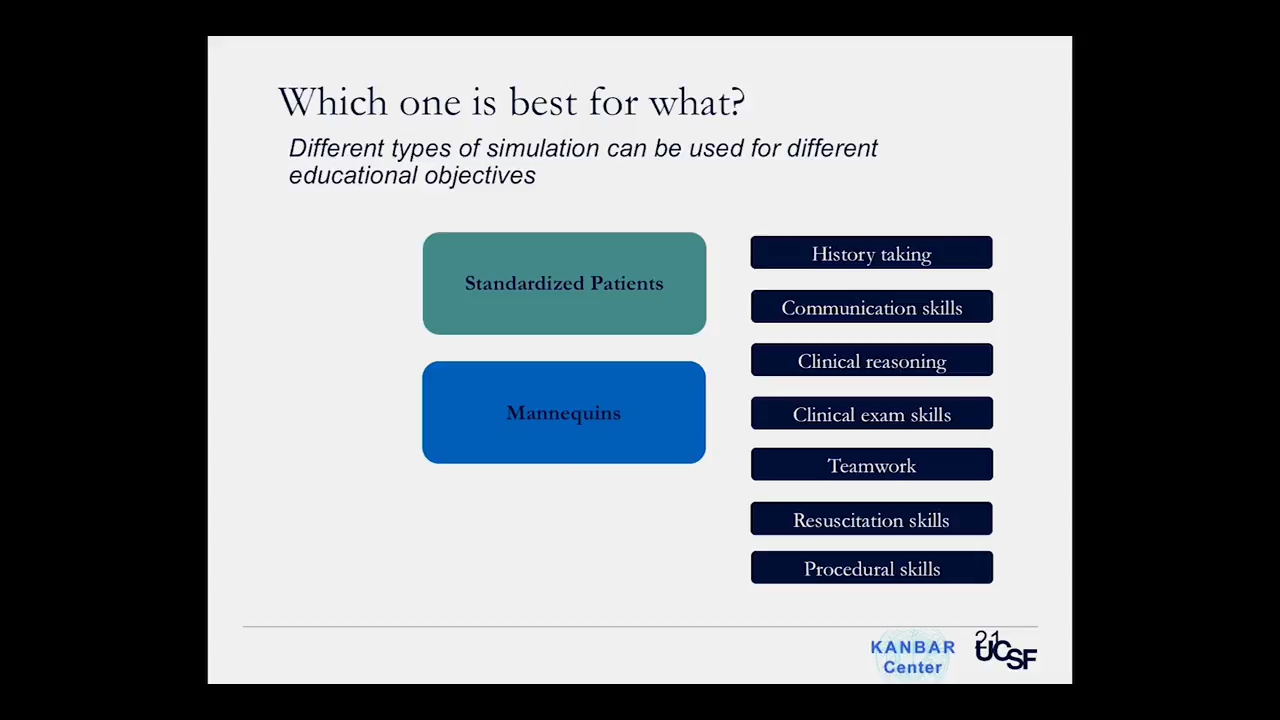 Which one is best for what?
Different types of simulation can be used for different
educational objectives
Standardized Patients
Mannequins
History taking
Communication skills
Clinical reasoning
Clinical exam skills
Teamwork
Resuscitation skills
Procedural skills
KANBAR
Center
21
UCSF